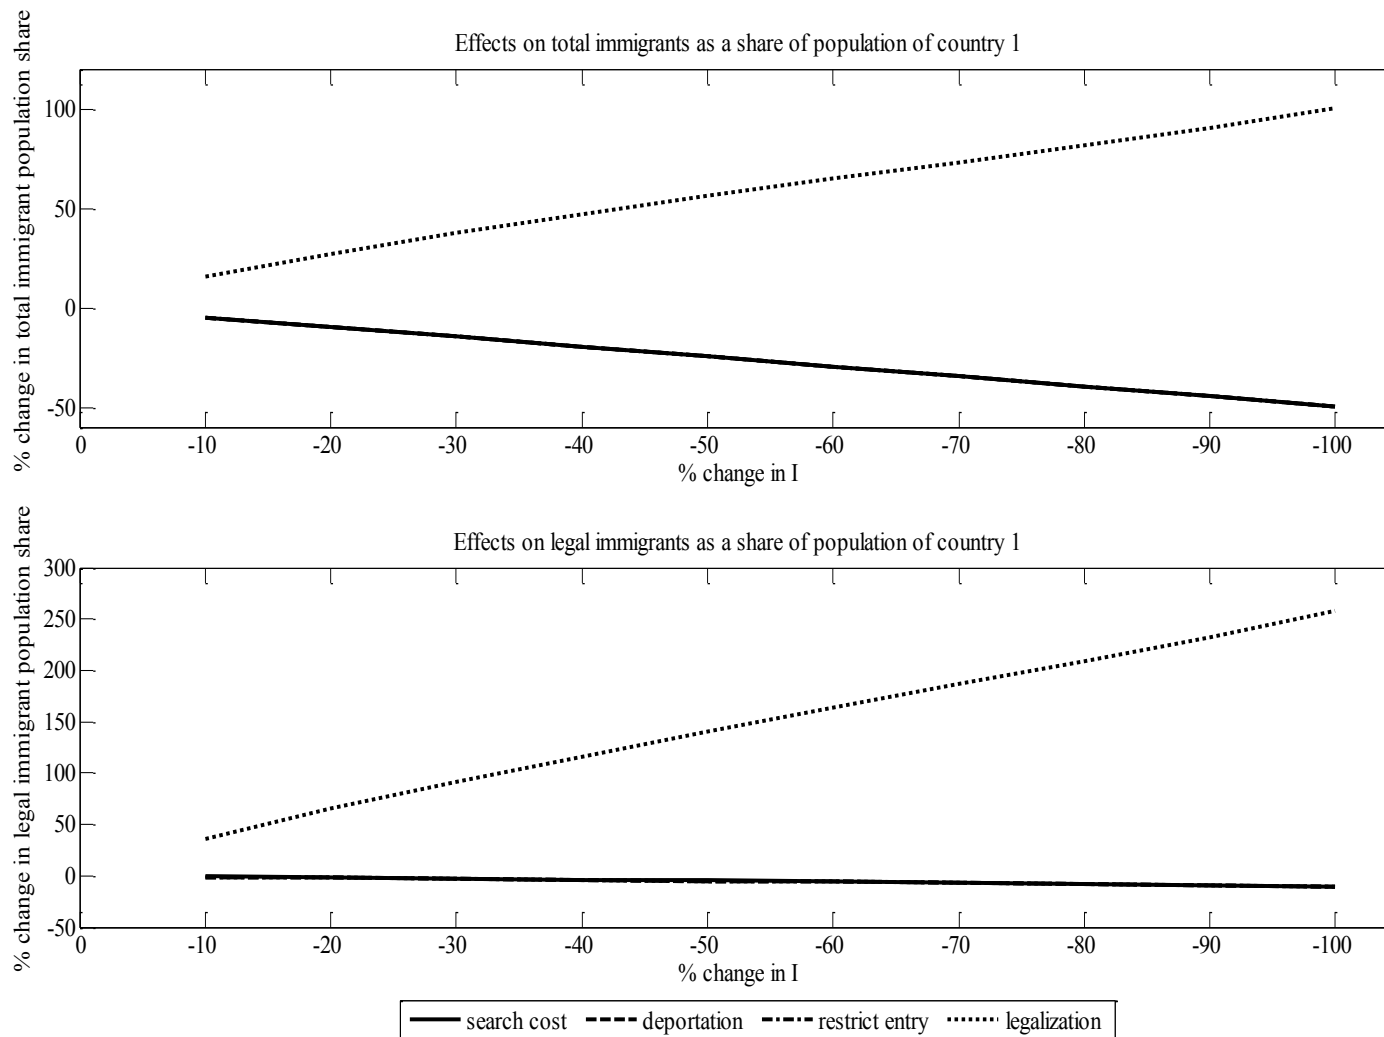 Effects on total immigrants as a share of population of country 1
% change in total immigrant population share
100
50
0
-50
0 -10 -20 -30 -40 -50 -60 -70 -80 -90 -100
% change in I
Effects on legal immigrants as a share of population of country 1
% change in legal immigrant population share
300
250
200
150
100
50
0
-50
0 -10 -20 -30 -40 -50 -60 -70 -80 -90 -100
% change in I
search cost deportation restrict entry legalization